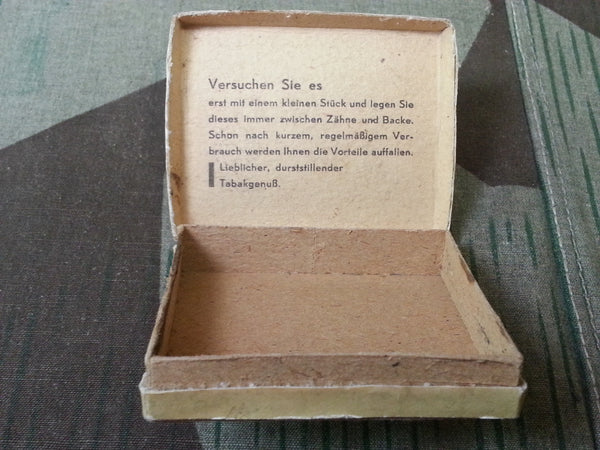 Versuchen Sie es
erst mit einem kleinen Stück und legen Sie
dieses immer zwischen Zähne und Backe.
Schon nach kurzem, regelmäßigem Ver-
brauch werden Ihnen die Vorteile auffallen.
Lieblicher, durststillender
Tabakgenuß.